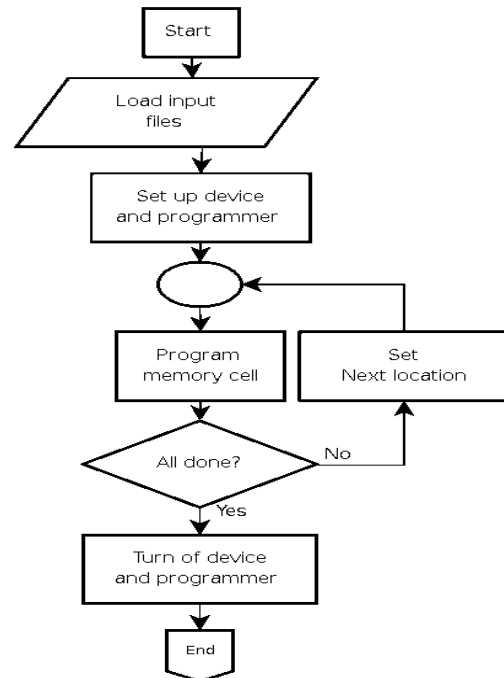 Start
Load input
files
Set up device
and programmer
Program
memory cell
Set
Next location
All done?
No
Yes
Turn of device
and programmer
End